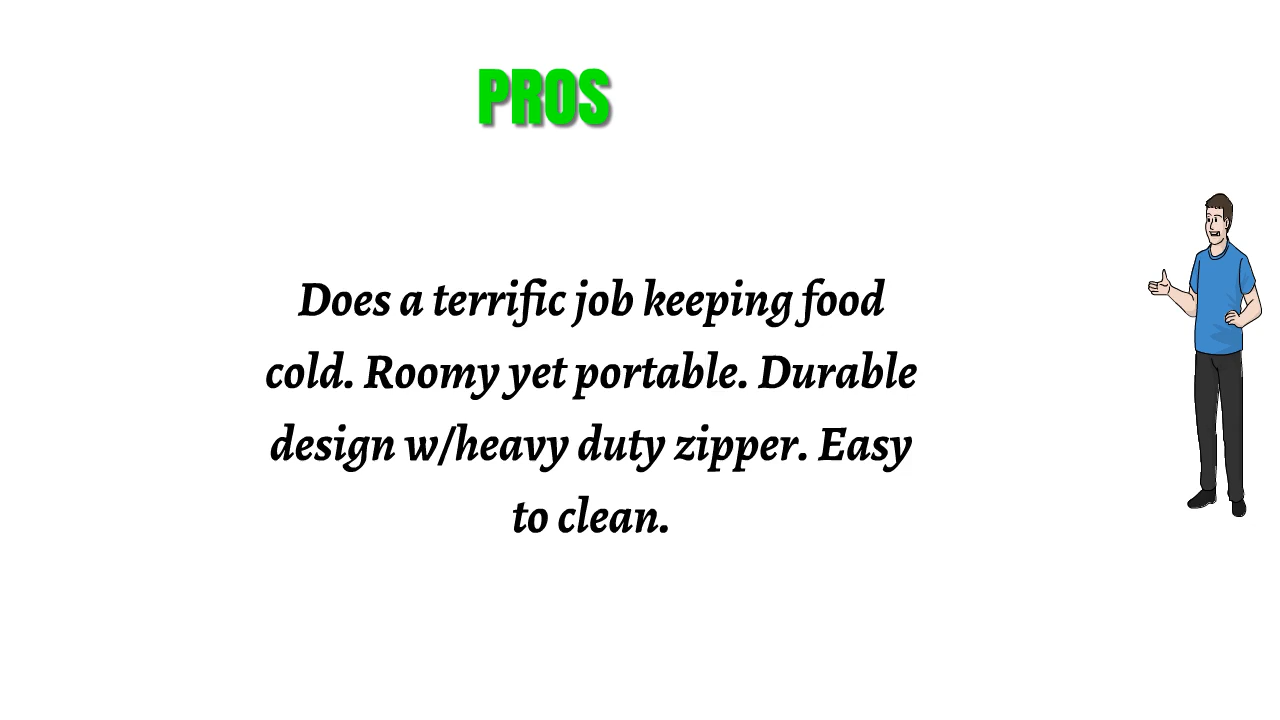 PROS
Does a terrific job keeping food
cold. Roomy yet portable. Durable
design w/heavy duty zipper. Easy
to clean.